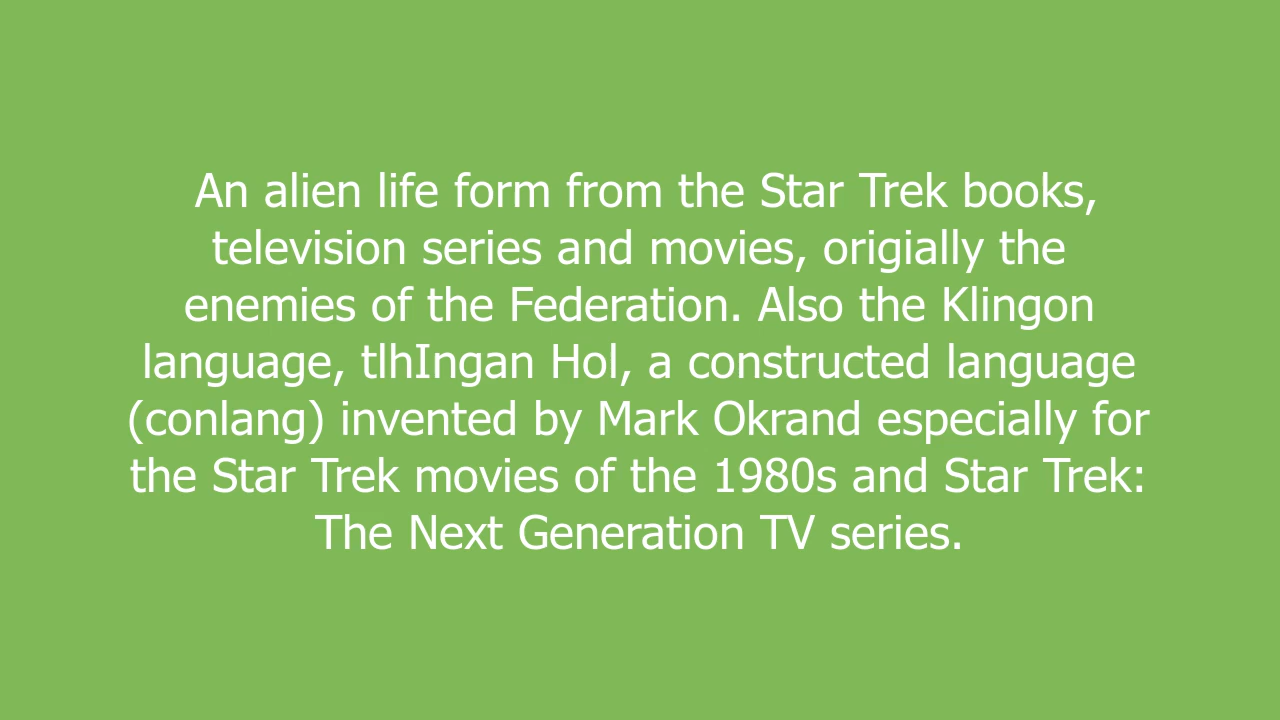 An alien life form from the Star Trek books,
television series and movies, origially the
enemies of the Federation. Also the Klingon
language, tlhIngan Hol, a constructed language
(conlang) invented by Mark Okrand especially for
the Star Trek movies of the 1980s and Star Trek:
The Next Generation TV series.